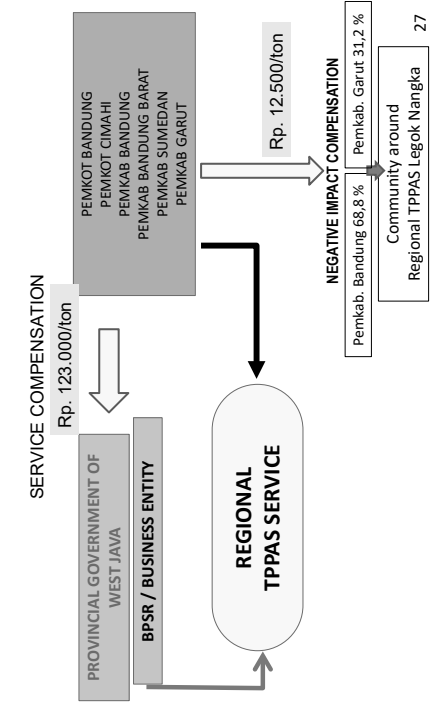 SERVICE COMPENSATION
Rp. 123.000/ton
PROVINCIAL GOVERNMENT OF
WEST JAVA
BPSR / BUSINESS ENTITY
PEMKOT BANDUNG
PEMKOT CIMAHI
PEMKAB BANDUNG
PEMKAB BANDUNG BARAT
PEMKAB SUMEDAN
PEMKAB GARUT
REGIONAL
TPPAS SERVICE
Rp. 12.500/ton
NEGATIVE IMPACT COMPENSATION
Pemkab. Bandung 68,8 %
Pemkab. Garut 31,2 %
Community around
Regional TPPAS Legok Nangka
27